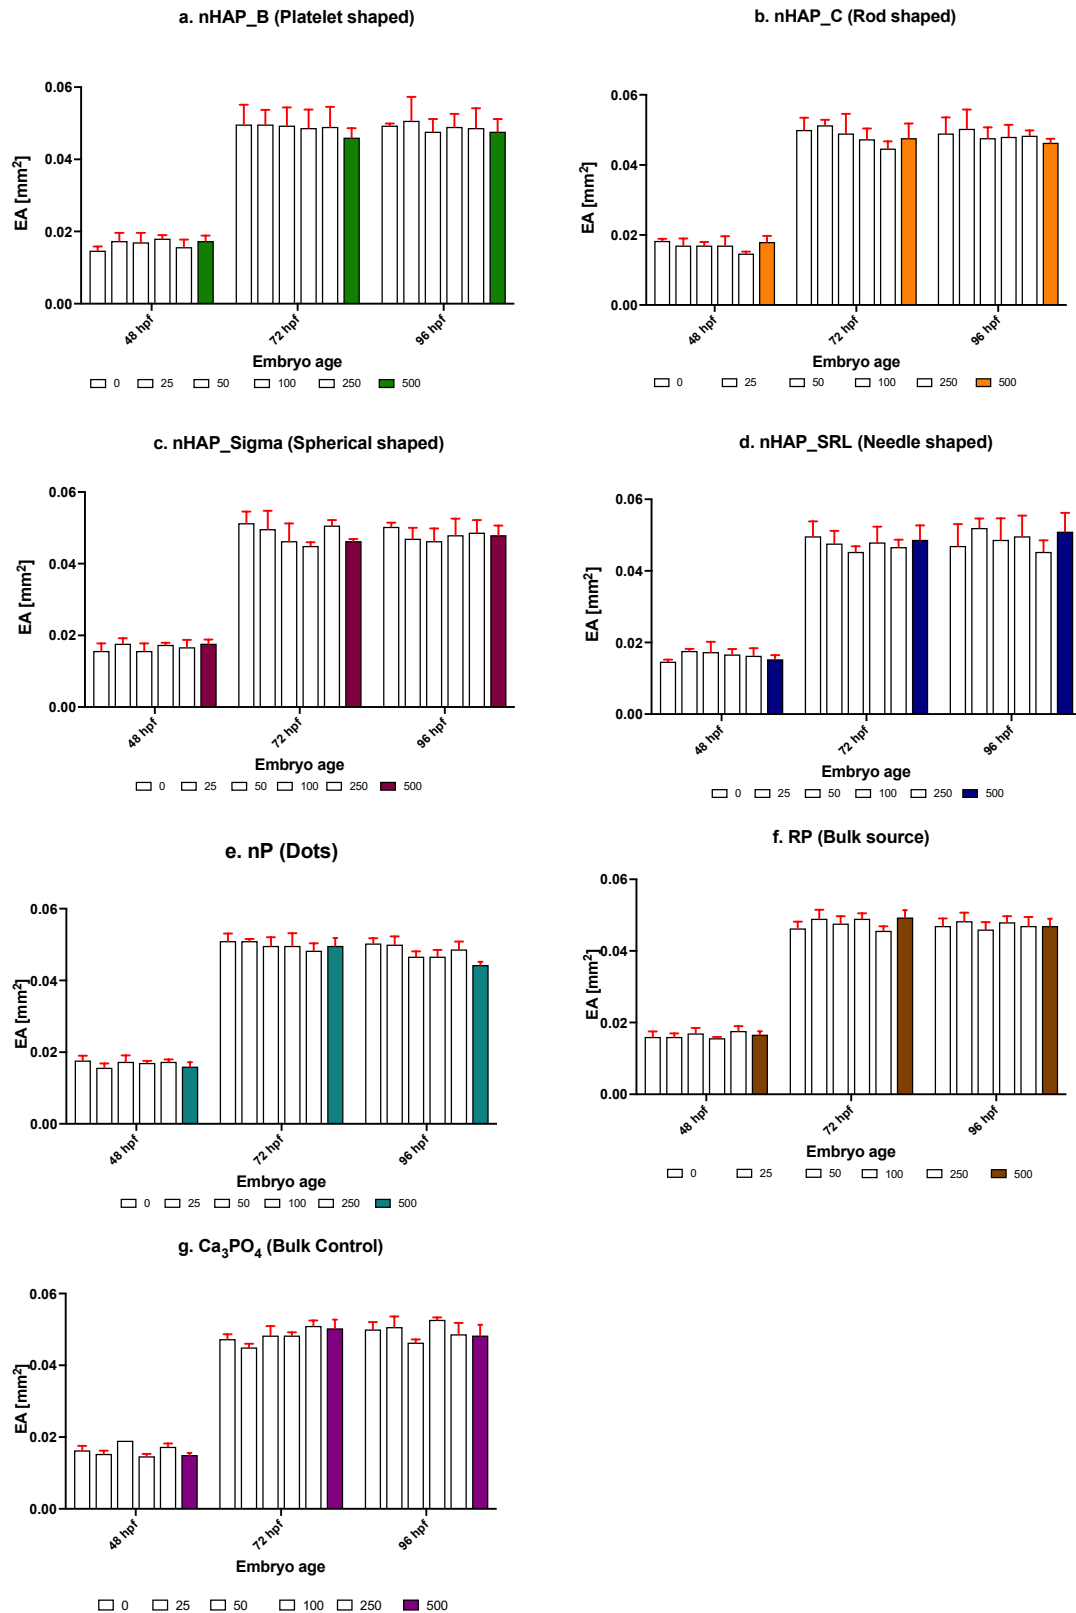 a. nHAP_B (Platelet shaped)
0.06
0.04
0.02
0.00
EA [mm²]
48 hpf
72 hpf
96 hpf
Embryo age
0 25 50 100 250 500
b. nHAP_C (Rod shaped)
0.06
0.04
0.02
0.00
EA [mm²]
48 hpf
72 hpf
96 hpf
Embryo age
0 25 50 100 250 500
c. nHAP_Sigma (Spherical shaped)
0.06
0.04
0.02
0.00
EA [mm²]
48 hpf
72 hpf
96 hpf
Embryo age
0 25 50 100 250 500
d. nHAP_SRL (Needle shaped)
0.06
0.04
0.02
0.00
EA [mm²]
48 hpf
72 hpf
96 hpf
Embryo age
0 25 50 100 250 500
e. nP (Dots)
0.06
0.04
0.02
0.00
EA [mm²]
48 hpf
72 hpf
96 hpf
Embryo age
0 25 50 100 250 500
f. RP (Bulk source)
0.06
0.04
0.02
0.00
EA [mm²]
48 hpf
72 hpf
96 hpf
Embryo age
0 25 50 100 250 500
g. Ca₃PO₄ (Bulk Control)
0.06
0.04
0.02
0.00
EA [mm²]
48 hpf
72 hpf
96 hpf
Embryo age
0 25 50 100 250 500